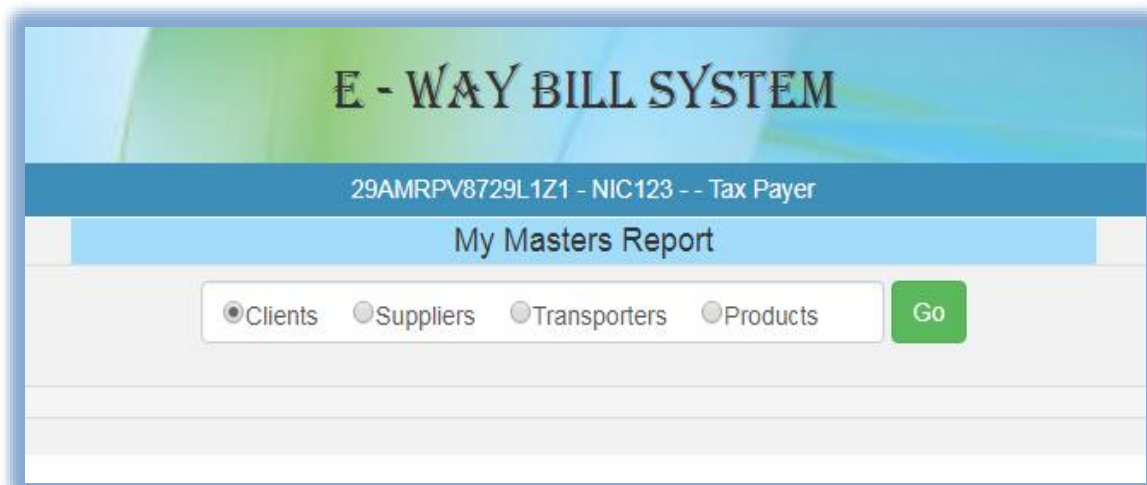 E - WAY BILL SYSTEM
29AMRPV8729L1Z1 - NIC123 - - Tax Payer
My Masters Report
Clients Suppliers Transporters Products Go